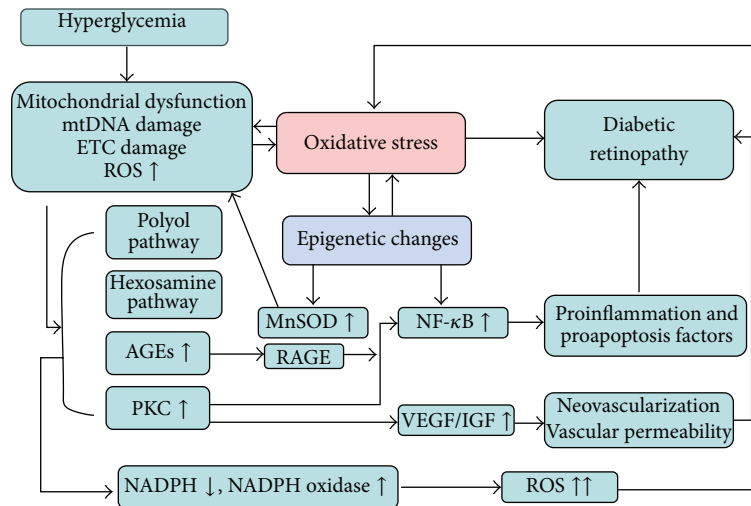 Hyperglycemia
Mitochondrial dysfunction
mtDNA damage
ETC damage
ROS ↑
Oxidative stress
Diabetic
retinopathy
Polyol
pathway
Epigenetic changes
Hexosamine
pathway
MnSOD ↑
NF-κB ↑
Proinflammation and
proapoptosis factors
AGEs ↑
RAGE
PKC ↑
VEGF/IGF ↑
Neovascularization
Vascular permeability
NADPH ↓, NADPH oxidase ↑
ROS ↑↑